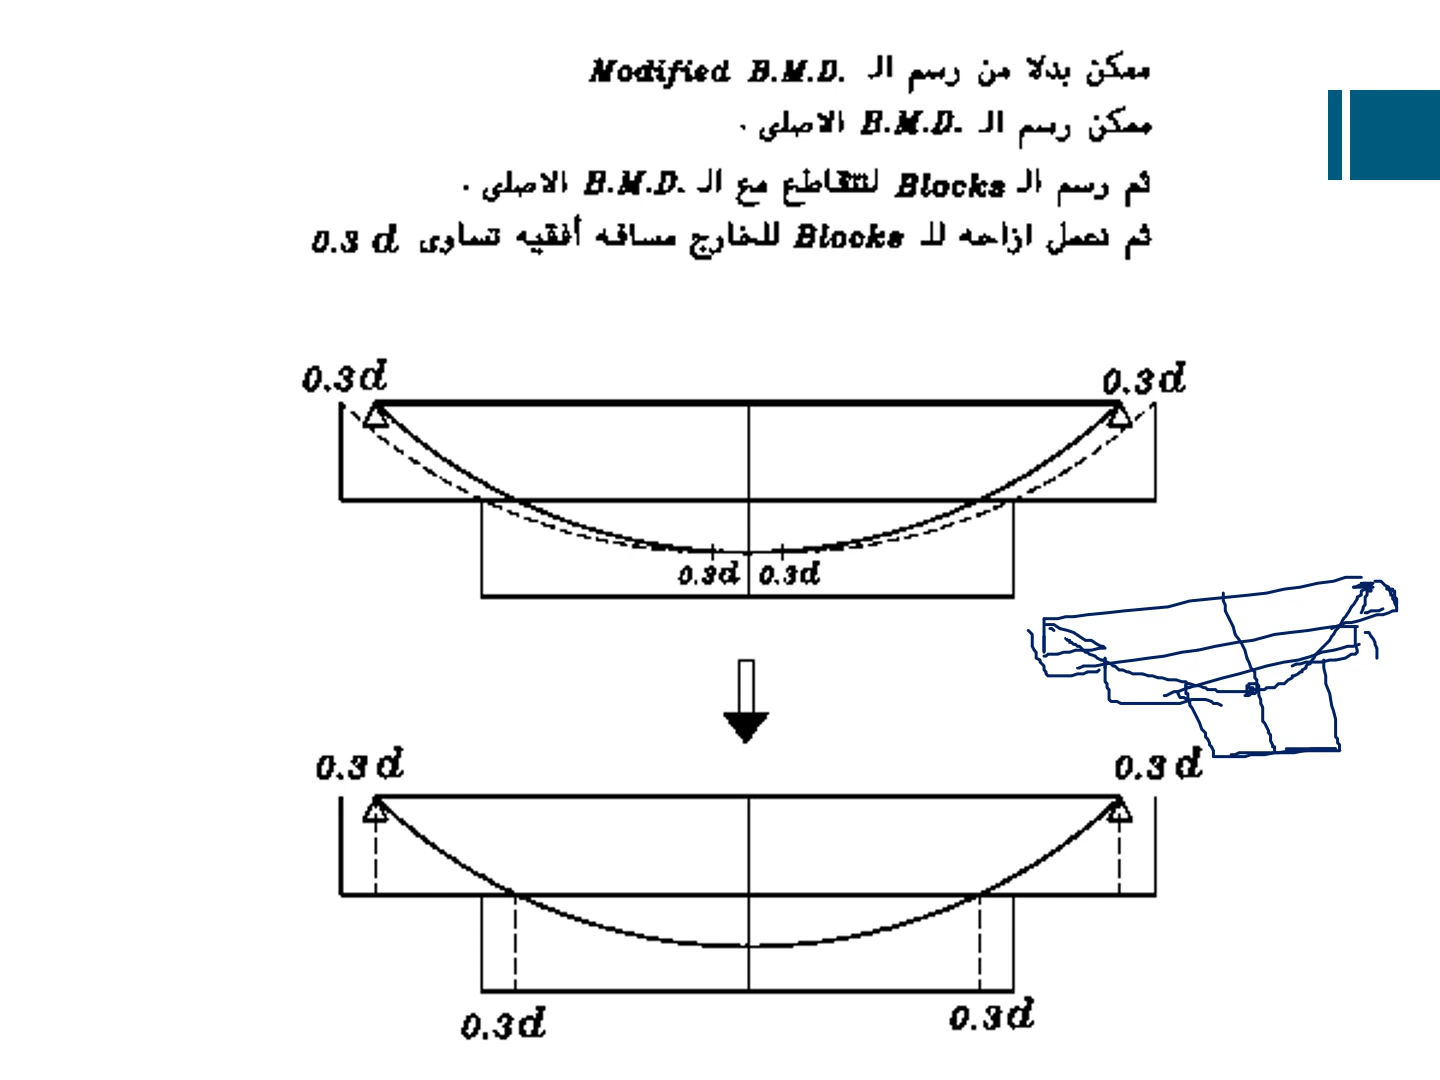 ممكن بدلا من رسم الـ Modified B.M.D.
ممكن رسم الـ B.M.D. الاصلى .
ثم رسم الـ Blocks لتتقاطع مع الـ B.M.D. الاصلى .
ثم نعمل ازاحه للـ Blocks للخارج مسافه أفقيه تساوى 0.3 d
0.3d 0.3d
0.3d 0.3d
0.3d 0.3d
0.3d 0.3d